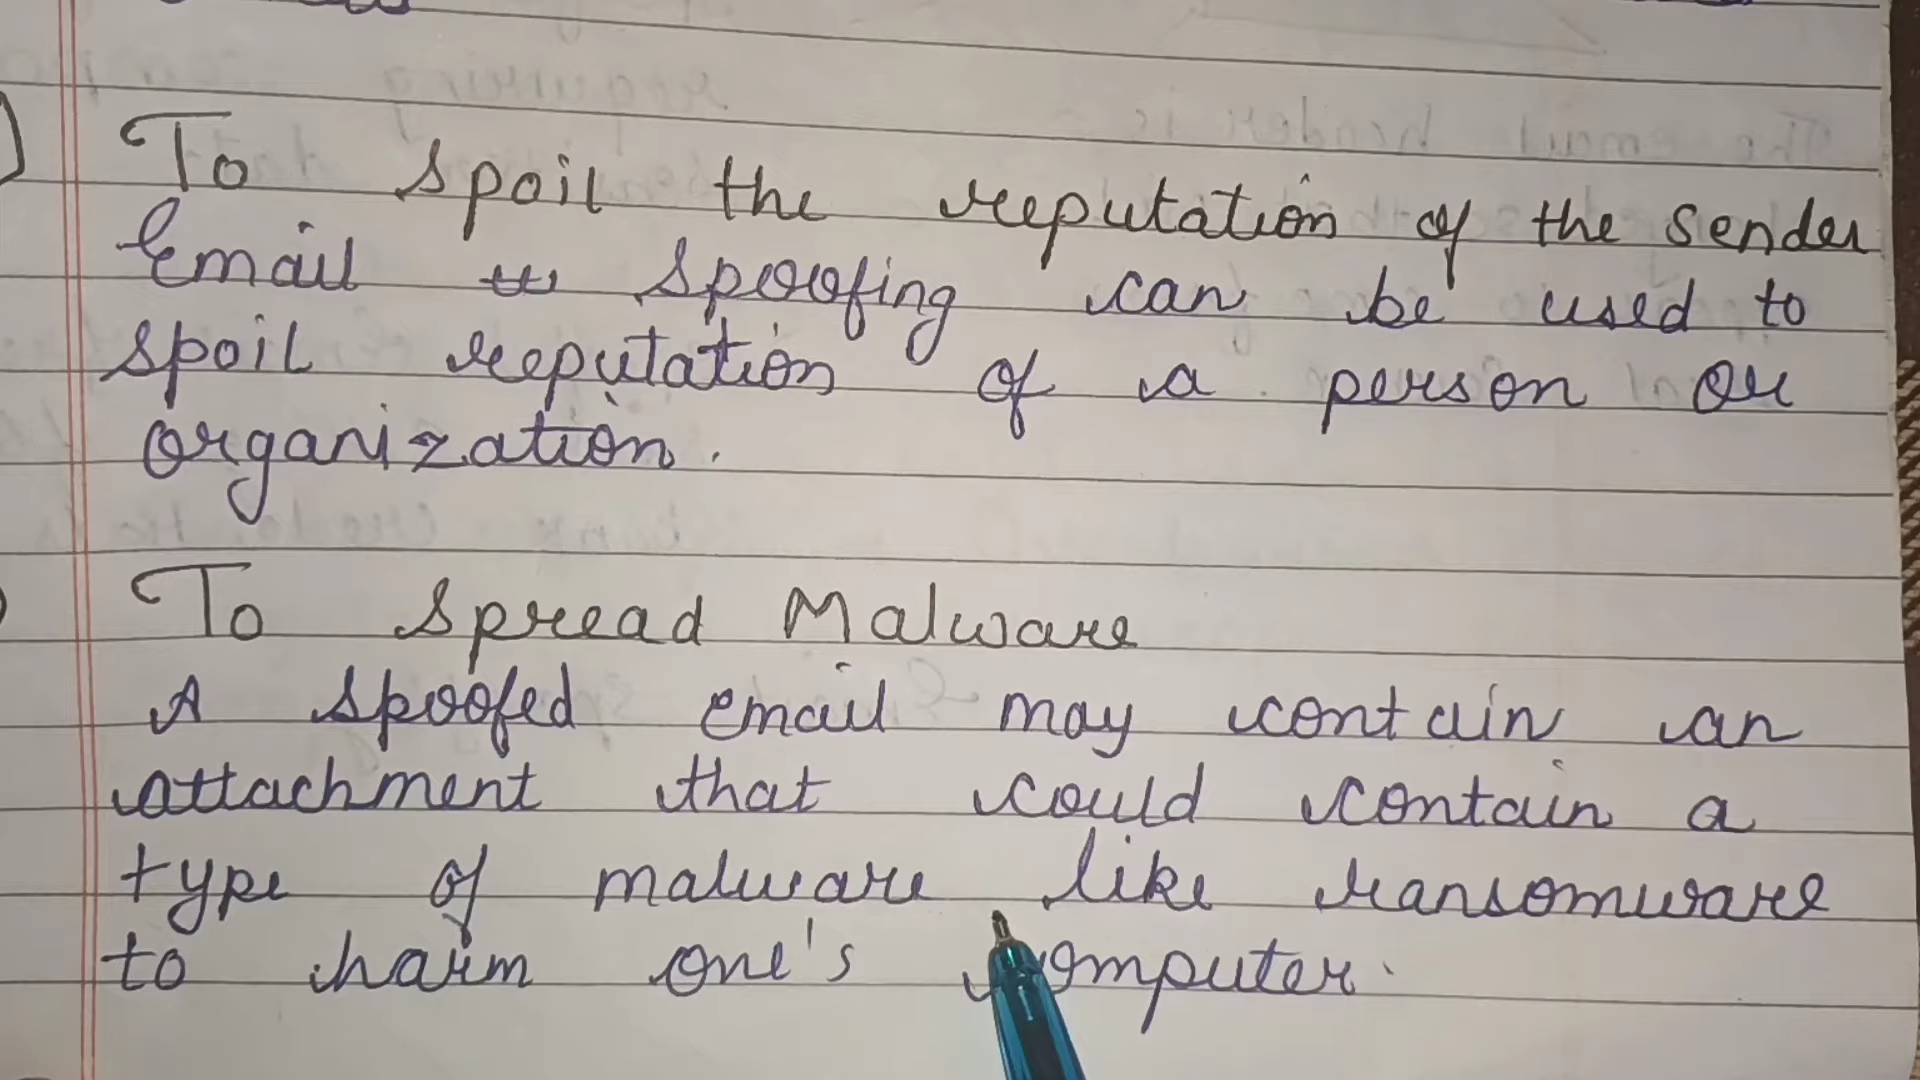 To spoil the reputation of the sender
Email spoofing can be used to
spoil reputation of a person or
organization.
To Spread Malware
A spoofed email may contain an
attachment that could contain a
type of malware like ransomware
to harm one's computer.